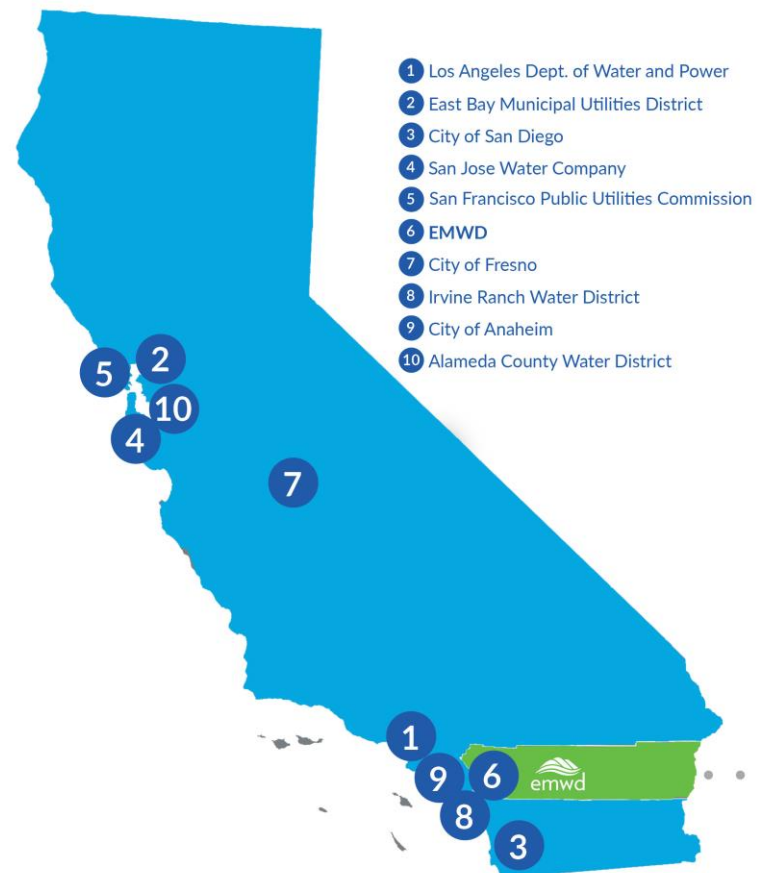 1 Los Angeles Dept. of Water and Power
2 East Bay Municipal Utilities District
3 City of San Diego
4 San Jose Water Company
5 San Francisco Public Utilities Commission
6 EMWD
7 City of Fresno
8 Irvine Ranch Water District
9 City of Anaheim
10 Alameda County Water District
2
5
10
4
7
1
9
6
emwd
8
3